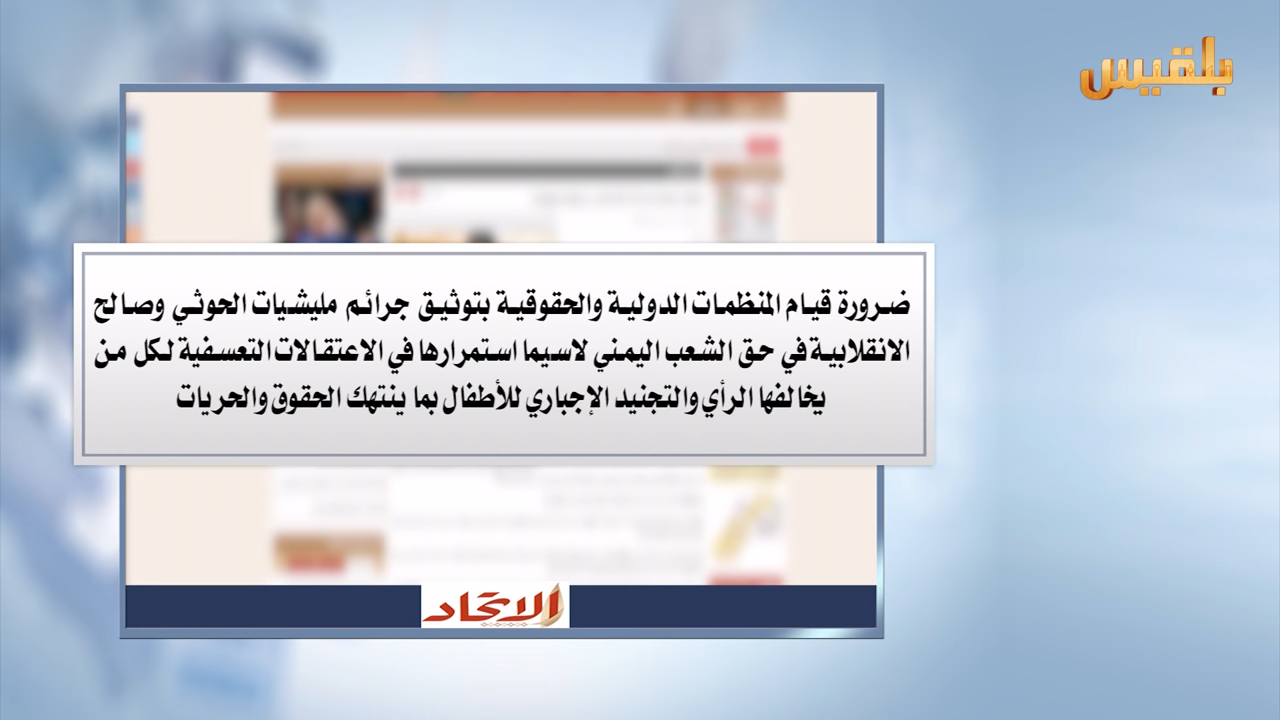 بلقيس
ضرورة قيام المنظمات الدولية والحقوقية بتوثيق جرائم مليشيات الحوثي وصالح
الانقلابية في حق الشعب اليمني لاسيما استمرارها في الاعتقالات التعسفية لكل من
يخالفها الرأي والتجنيد الإجباري للأطفال بما ينتهك الحقوق والحريات
الاتحاد